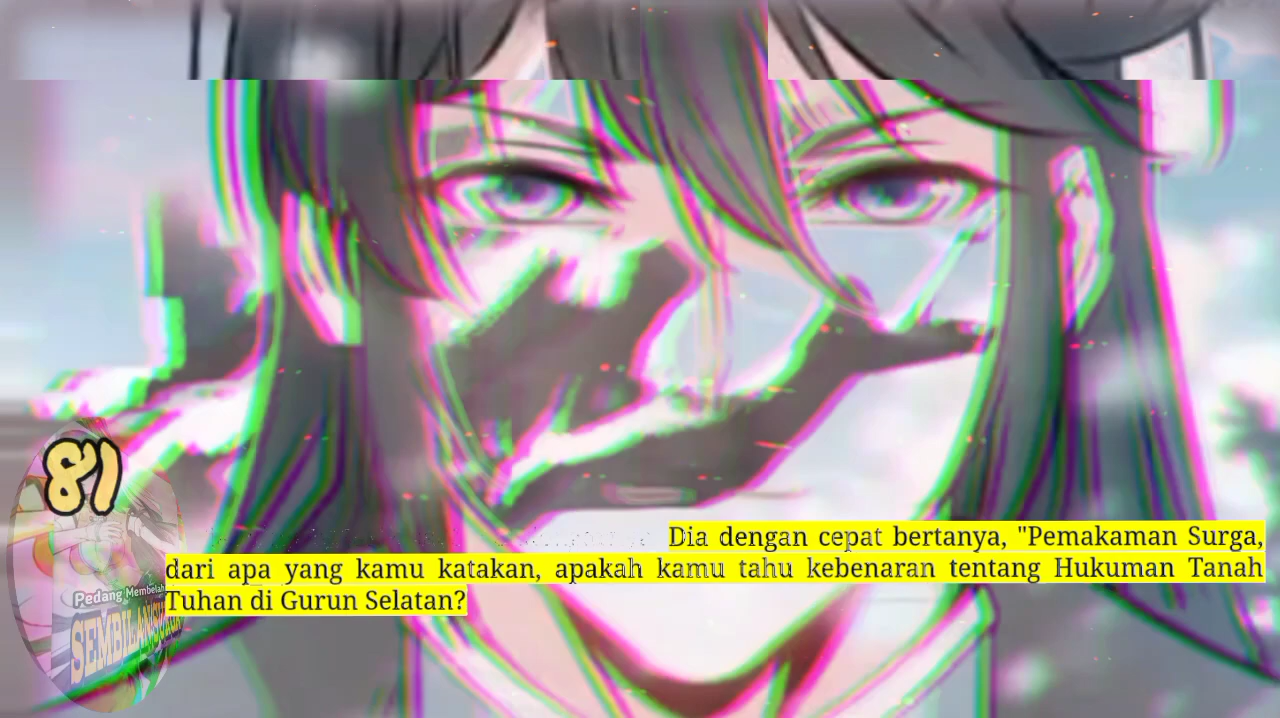 81
Dia dengan cepat bertanya, "Pemakaman Surga,
dari apa yang kamu katakan, apakah kamu tahu kebenaran tentang Hukuman Tanah
Tuhan di Gurun Selatan?
Pedang Membelah
SEMBILAN